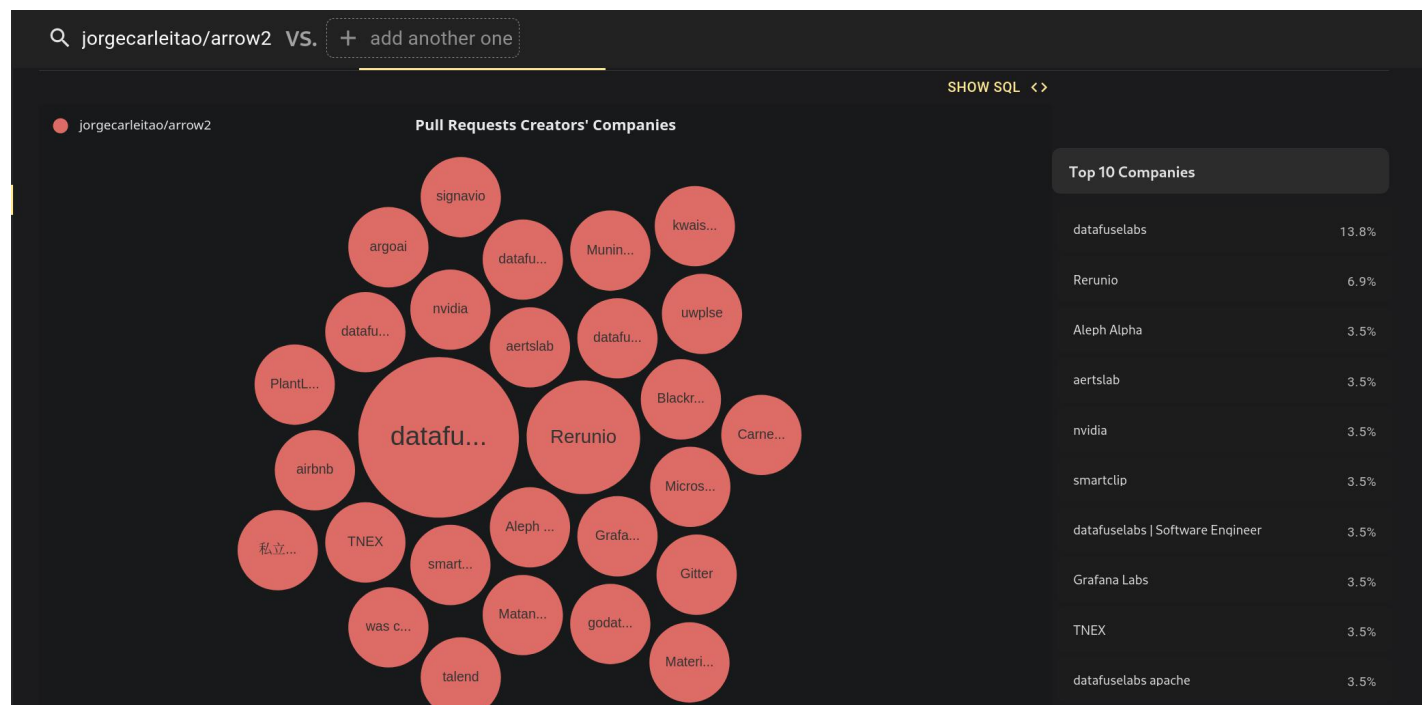 jorgecarleitao/arrow2 VS. + add another one
SHOW SQL <>
jorgecarleitao/arrow2
Pull Requests Creators' Companies
signavio
kwais...
argoai
Munin...
datafu...
nvidia
uwplse
datafu...
datafu...
aertslab
PlantL...
Blackr...
datafu...
Rerunio
Carne...
airbnb
Micros...
Aleph ...
Grafa...
TNEX
私立...
smart...
Gitter
Matan...
godat...
was c...
Materi...
talend
Top 10 Companies
datafuselabs 13.8%
Rerunio 6.9%
Aleph Alpha 3.5%
aertslab 3.5%
nvidia 3.5%
smartclip 3.5%
datafuselabs | Software Engineer 3.5%
Grafana Labs 3.5%
TNEX 3.5%
datafuselabs apache 3.5%